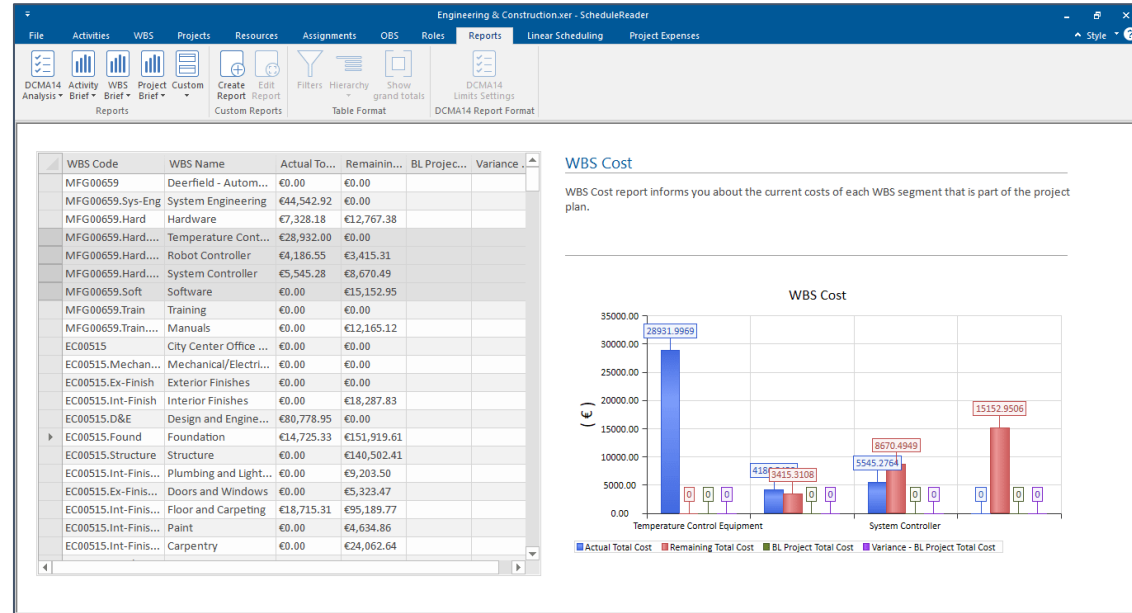 Engineering & Construction.xer - ScheduleReader
File Activities WBS Projects Resources Assignments OBS Roles Reports Linear Scheduling Project Expenses Style
DCMA14 Analysis Activity Brief WBS Brief Project Brief Custom Create Report Edit Report Filters Hierarchy Show grand totals DCMA14 Limits Settings
Reports Custom Reports Table Format DCMA14 Report Format
WBS Code WBS Name Actual To... Remainin... BL Projec... Variance ...
MFG00659 Deerfield - Autom... €0.00 €0.00
MFG00659.Sys-Eng System Engineering €44,542.92 €0.00
MFG00659.Hard Hardware €7,328.18 €12,767.38
MFG00659.Hard.... Temperature Cont... €28,932.00 €0.00
MFG00659.Hard.... Robot Controller €4,186.55 €3,415.31
MFG00659.Hard.... System Controller €5,545.28 €8,670.49
MFG00659.Soft Software €0.00 €15,152.95
MFG00659.Train Training €0.00 €0.00
MFG00659.Train.... Manuals €0.00 €12,165.12
EC00515 City Center Office ... €0.00 €0.00
EC00515.Mechan... Mechanical/Electri... €0.00 €0.00
EC00515.Ex-Finish Exterior Finishes €0.00 €0.00
EC00515.Int-Finish Interior Finishes €0.00 €18,287.83
EC00515.D&E Design and Engine... €80,778.95 €0.00
EC00515.Found Foundation €14,725.33 €151,919.61
EC00515.Structure Structure €0.00 €140,502.41
EC00515.Int-Finis... Plumbing and Light... €0.00 €9,203.50
EC00515.Ex-Finis... Doors and Windows €0.00 €5,323.47
EC00515.Int-Finis... Floor and Carpeting €18,715.31 €95,189.77
EC00515.Int-Finis... Paint €0.00 €4,634.86
EC00515.Int-Finis... Carpentry €0.00 €24,062.64
WBS Cost
WBS Cost report informs you about the current costs of each WBS segment that is part of the project
plan.
WBS Cost
35000.00
30000.00
25000.00
20000.00
15000.00
10000.00
5000.00
0.00
( € )
28931.9969
0 0 0
3415.3108
0 0
5545.2764
8670.4949
0 0
0
15152.9506
0 0
Temperature Control Equipment System Controller
Actual Total Cost Remaining Total Cost BL Project Total Cost Variance - BL Project Total Cost